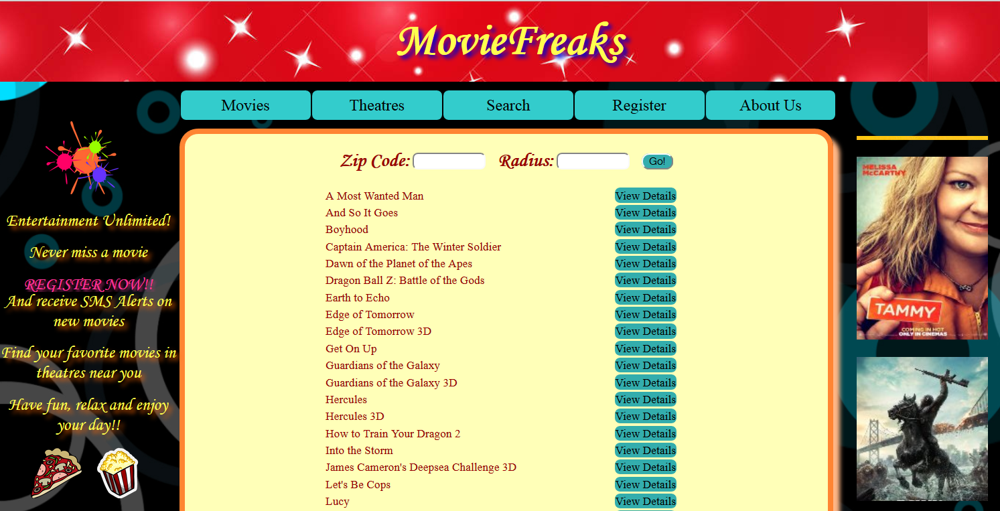 MovieFreaks
Movies
Theatres
Search
Register
About Us
Entertainment Unlimited!
Never miss a movie
REGISTER NOW!!
And receive SMS Alerts on
new movies
Find your favorite movies in
theatres near you
Have fun, relax and enjoy
your day!!
Zip Code:
Radius:
Go!
A Most Wanted Man View Details
And So It Goes View Details
Boyhood View Details
Captain America: The Winter Soldier View Details
Dawn of the Planet of the Apes View Details
Dragon Ball Z: Battle of the Gods View Details
Earth to Echo View Details
Edge of Tomorrow View Details
Edge of Tomorrow 3D View Details
Get On Up View Details
Guardians of the Galaxy View Details
Guardians of the Galaxy 3D View Details
Hercules View Details
Hercules 3D View Details
How to Train Your Dragon 2 View Details
Into the Storm View Details
James Cameron's Deepsea Challenge 3D View Details
Let's Be Cops View Details
Lucy View Details
MELISSA
McCARTHY
TAMMY
COMING IN HOT
ONLY IN CINEMAS